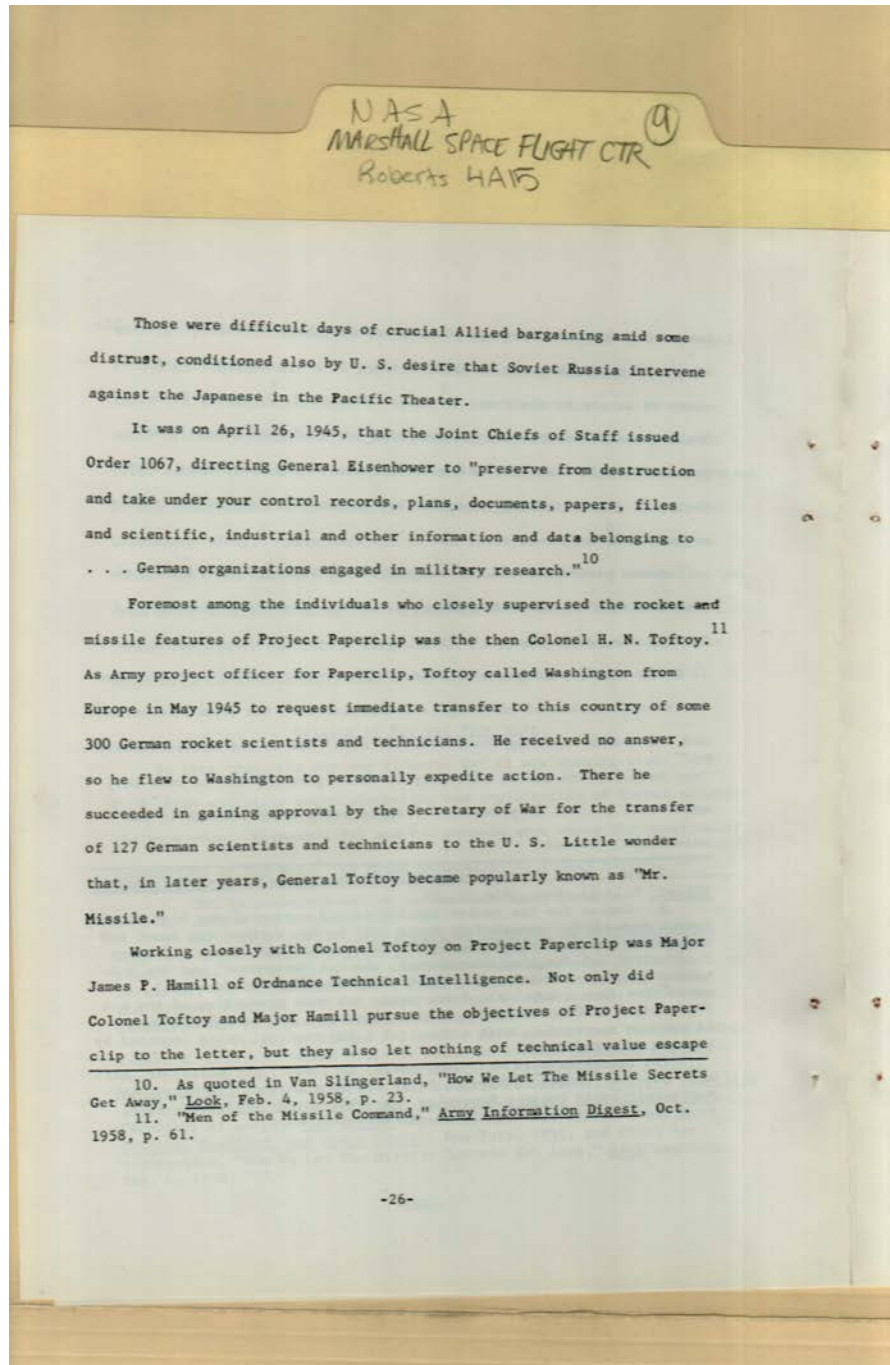 NASA
MARSHALL SPACE FLIGHT CTR 9
Roberts 4A15
Those were difficult days of crucial Allied bargaining amid some
distrust, conditioned also by U. S. desire that Soviet Russia intervene
against the Japanese in the Pacific Theater.
It was on April 26, 1945, that the Joint Chiefs of Staff issued
Order 1067, directing General Eisenhower to "preserve from destruction
and take under your control records, plans, documents, papers, files
and scientific, industrial and other information and data belonging to
. . . German organizations engaged in military research."10
Foremost among the individuals who closely supervised the rocket and
missile features of Project Paperclip was the then Colonel H. N. Toftoy.11
As Army project officer for Paperclip, Toftoy called Washington from
Europe in May 1945 to request immediate transfer to this country of some
300 German rocket scientists and technicians. He received no answer,
so he flew to Washington to personally expedite action. There he
succeeded in gaining approval by the Secretary of War for the transfer
of 127 German scientists and technicians to the U. S. Little wonder
that, in later years, General Toftoy became popularly known as "Mr.
Missile."
Working closely with Colonel Toftoy on Project Paperclip was Major
James P. Hamill of Ordnance Technical Intelligence. Not only did
Colonel Toftoy and Major Hamill pursue the objectives of Project Paper-
clip to the letter, but they also let nothing of technical value escape
10. As quoted in Van Slingerland, "How We Let The Missile Secrets
Get Away," Look, Feb. 4, 1958, p. 23.
11. "Men of the Missile Command," Army Information Digest, Oct.
1958, p. 61.
-26-